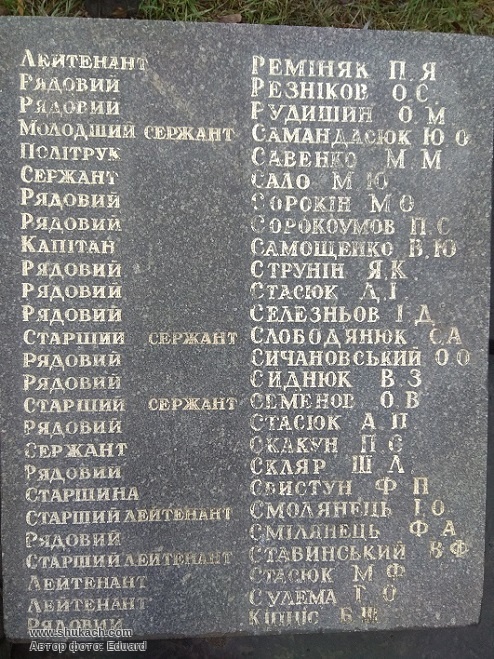 Лейтенант Реміняк П.Я
Рядовий Резніков О.С
Рядовий Рудишин О.М
Молодший сержант Самандасюк Ю О
Політрук Савенко М М
Сержант Сало М Ю
Рядовий Сорокін М О
Рядовий Сорокоумов П.С
Капітан Самощенко В.Ю
Рядовий Струнін Я.К
Рядовий Стасюк Д.І
Рядовий Селезньов І.Д
Старший сержант Слободянюк Є А
Рядовий Сичановський О О
Рядовий Сиднюк В.З
Старший сержант Семенов О.В
Рядовий Стасюк А.П
Сержант Скакун П С
Рядовий Скляр Ш Л
Старшина Свистун Ф П
Старший лейтенант Смолянець І О
Рядовий Смілянець Ф А
Старший лейтенант Ставинський В Ф
Лейтенант Стасюк М Ф
Лейтенант Сулема Г О
Рядовий
www.shukach.com
Автор фото: Eduard